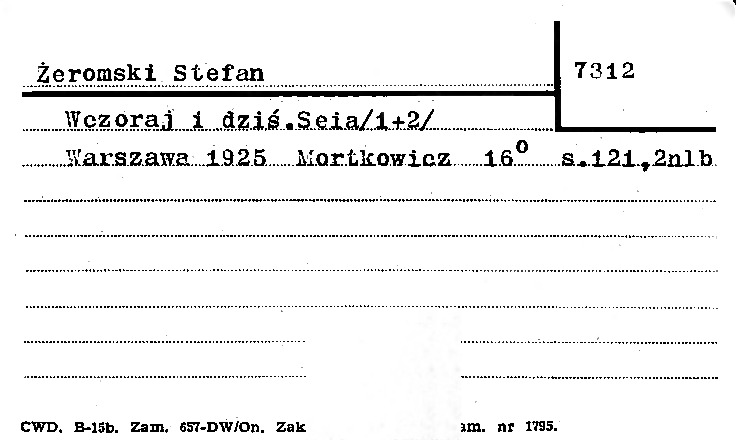 Żeromski Stefan
7312
Wczoraj i dziś.Seia/1+2/
Warszawa 1925 Mortkowicz 16° s.121,2nlb
CWD. B-15b. Zam. 657-DW/On. Zak am. nr 1795.